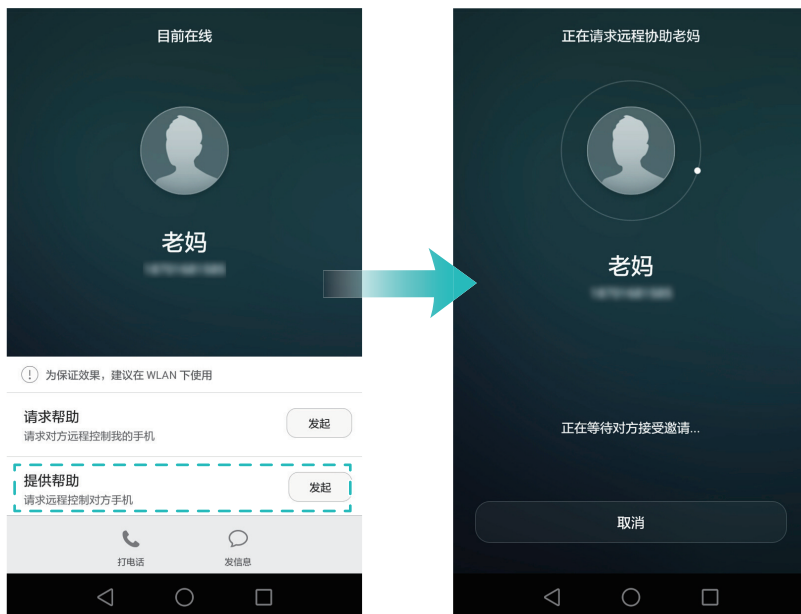 目前在线
老妈
为保证效果，建议在 WLAN 下使用
请求帮助
请求对方远程控制我的手机
发起
提供帮助
请求远程控制对方手机
发起
打电话
发信息
正在请求远程协助老妈
老妈
正在等待对方接受邀请...
取消